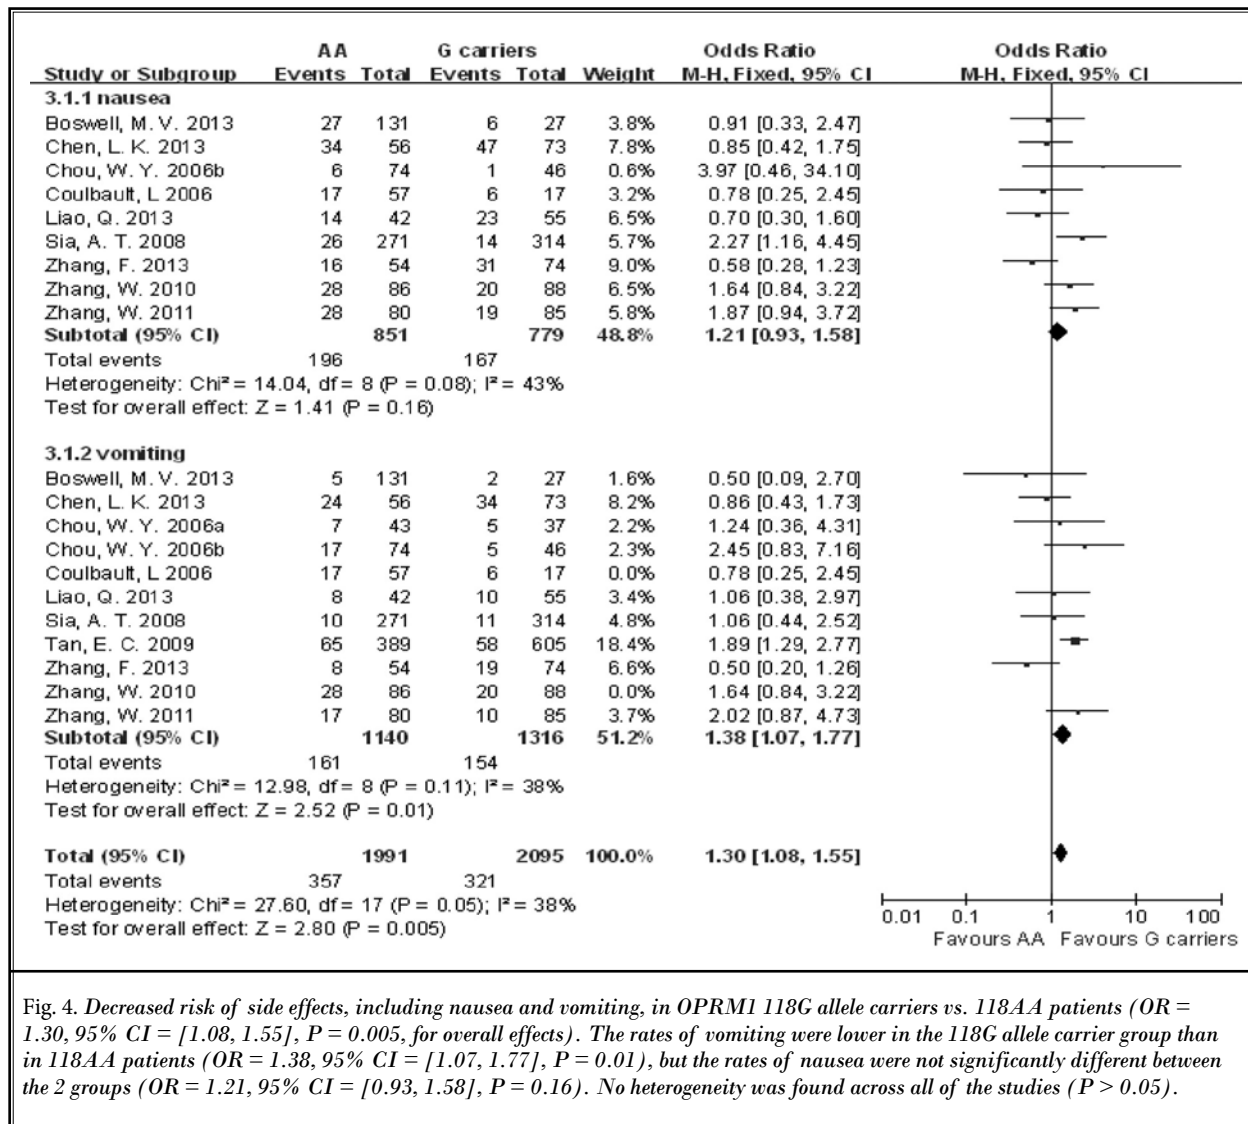 AA G carriers Odds Ratio Odds Ratio
Study or Subgroup Events Total Events Total Weight M-H, Fixed, 95% CI M-H, Fixed, 95% CI
3.1.1 nausea
Boswell, M. V. 2013 27 131 6 27 3.8% 0.91 [0.33, 2.47]
Chen, L. K. 2013 34 56 47 73 7.8% 0.85 [0.42, 1.75]
Chou, W. Y. 2006b 6 74 1 46 0.6% 3.97 [0.46, 34.10]
Coulbault, L 2006 17 57 6 17 3.2% 0.78 [0.25, 2.45]
Liao, Q. 2013 14 42 23 55 6.5% 0.70 [0.30, 1.60]
Sia, A. T. 2008 26 271 14 314 5.7% 2.27 [1.16, 4.45]
Zhang, F. 2013 16 54 31 74 9.0% 0.58 [0.28, 1.23]
Zhang, W. 2010 28 86 20 88 6.5% 1.64 [0.84, 3.22]
Zhang, W. 2011 28 80 19 85 5.8% 1.87 [0.94, 3.72]
Subtotal (95% CI) 851 779 48.8% 1.21 [0.93, 1.58]
Total events 196 167
Heterogeneity: Chi² = 14.04, df = 8 (P = 0.08); I² = 43%
Test for overall effect: Z = 1.41 (P = 0.16)
3.1.2 vomiting
Boswell, M. V. 2013 5 131 2 27 1.6% 0.50 [0.09, 2.70]
Chen, L. K. 2013 24 56 34 73 8.2% 0.86 [0.43, 1.73]
Chou, W. Y. 2006a 7 43 5 37 2.2% 1.24 [0.36, 4.31]
Chou, W. Y. 2006b 17 74 5 46 2.3% 2.45 [0.83, 7.16]
Coulbault, L 2006 17 57 6 17 0.0% 0.78 [0.25, 2.45]
Liao, Q. 2013 8 42 10 55 3.4% 1.06 [0.38, 2.97]
Sia, A. T. 2008 10 271 11 314 4.8% 1.06 [0.44, 2.52]
Tan, E. C. 2009 65 389 58 605 18.4% 1.89 [1.29, 2.77]
Zhang, F. 2013 8 54 19 74 6.6% 0.50 [0.20, 1.26]
Zhang, W. 2010 28 86 20 88 0.0% 1.64 [0.84, 3.22]
Zhang, W. 2011 17 80 10 85 3.7% 2.02 [0.87, 4.73]
Subtotal (95% CI) 1140 1316 51.2% 1.38 [1.07, 1.77]
Total events 161 154
Heterogeneity: Chi² = 12.98, df = 8 (P = 0.11); I² = 38%
Test for overall effect: Z = 2.52 (P = 0.01)
Total (95% CI) 1991 2095 100.0% 1.30 [1.08, 1.55]
Total events 357 321
Heterogeneity: Chi² = 27.60, df = 17 (P = 0.05); I² = 38%
Test for overall effect: Z = 2.80 (P = 0.005)
0.01 0.1 1 10 100
Favours AA Favours G carriers
Fig. 4. Decreased risk of side effects, including nausea and vomiting, in OPRM1 118G allele carriers vs. 118AA patients (OR =
1.30, 95% CI = [1.08, 1.55], P = 0.005, for overall effects). The rates of vomiting were lower in the 118G allele carrier group than
in 118AA patients (OR = 1.38, 95% CI = [1.07, 1.77], P = 0.01), but the rates of nausea were not significantly different between
the 2 groups (OR = 1.21, 95% CI = [0.93, 1.58], P = 0.16). No heterogeneity was found across all of the studies (P > 0.05).